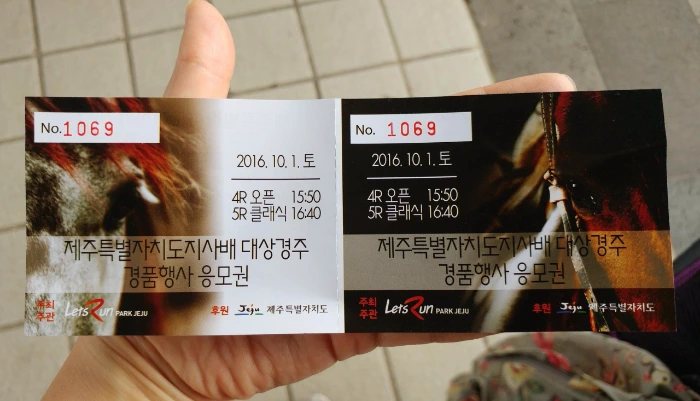 No.1069
2016. 10. 1. 토
4R 오픈 15:50
5R 클래식 16:40
제주특별자치도지사배 대상경주
경품행사 응모권
주최
주관
Lets Run PARK JEJU
후원 Jeju 제주특별자치도
No. 1069
2016. 10. 1. 토
4R 오픈 15:50
5R 클래식 16:40
제주특별자치도지사배 대상경주
경품행사 응모권
주최
주관
Lets Run PARK JEJU
후원 Jeju 제주특별자치도